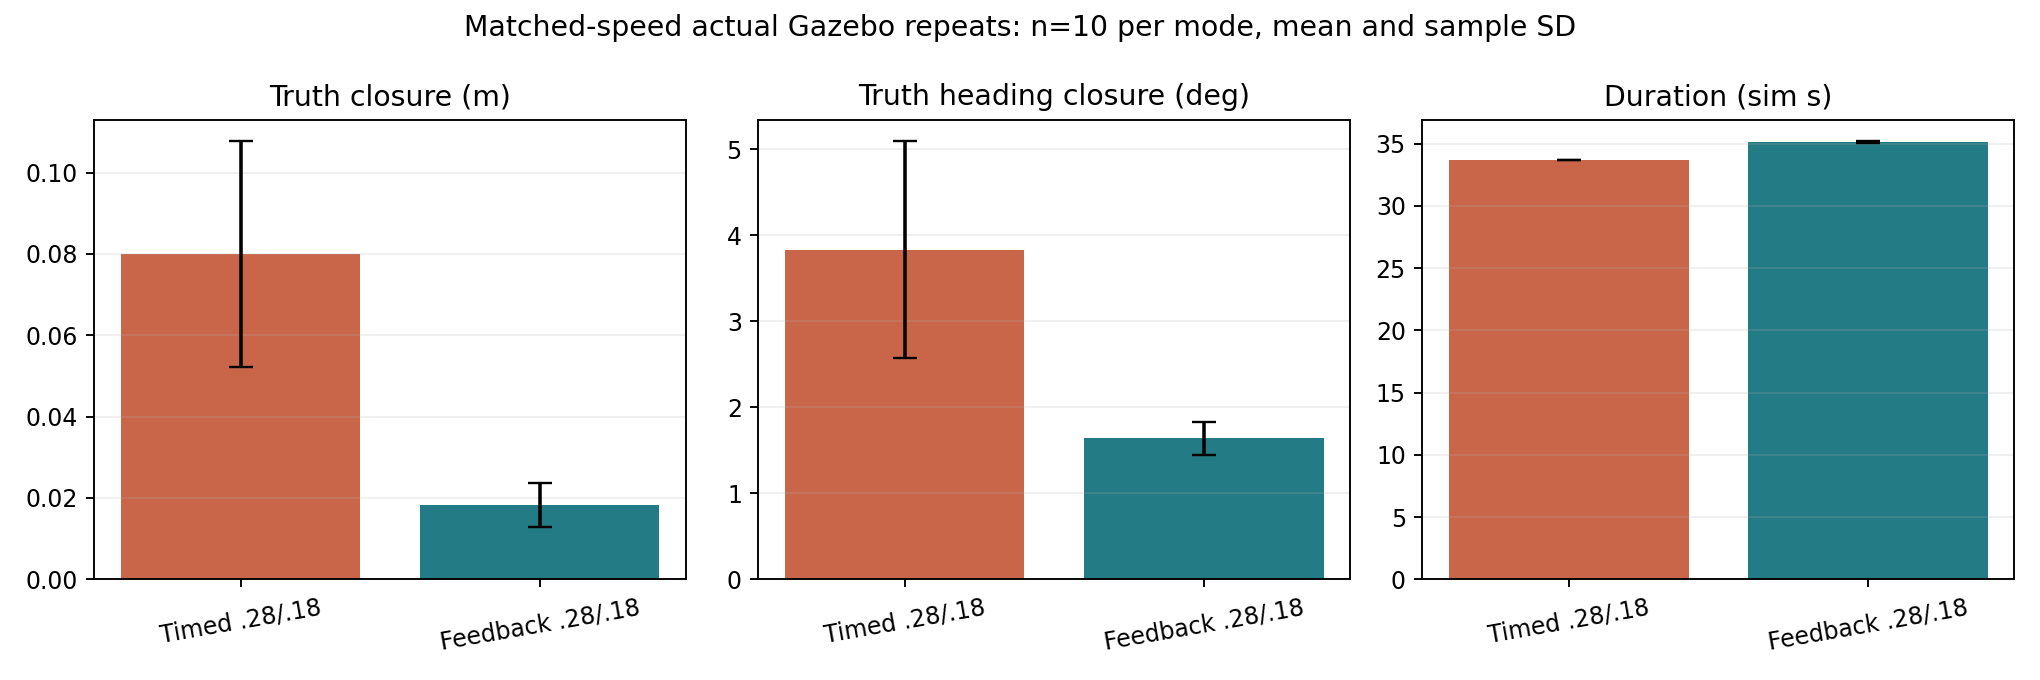 Matched-speed actual Gazebo repeats: n=10 per mode, mean and sample SD
Truth closure (m)
0.10
0.08
0.06
0.04
0.02
0.00
Timed .28/.18
Feedback .28/.18
Truth heading closure (deg)
5
4
3
2
1
0
Timed .28/.18
Feedback .28/.18
Duration (sim s)
35
30
25
20
15
10
5
0
Timed .28/.18
Feedback .28/.18